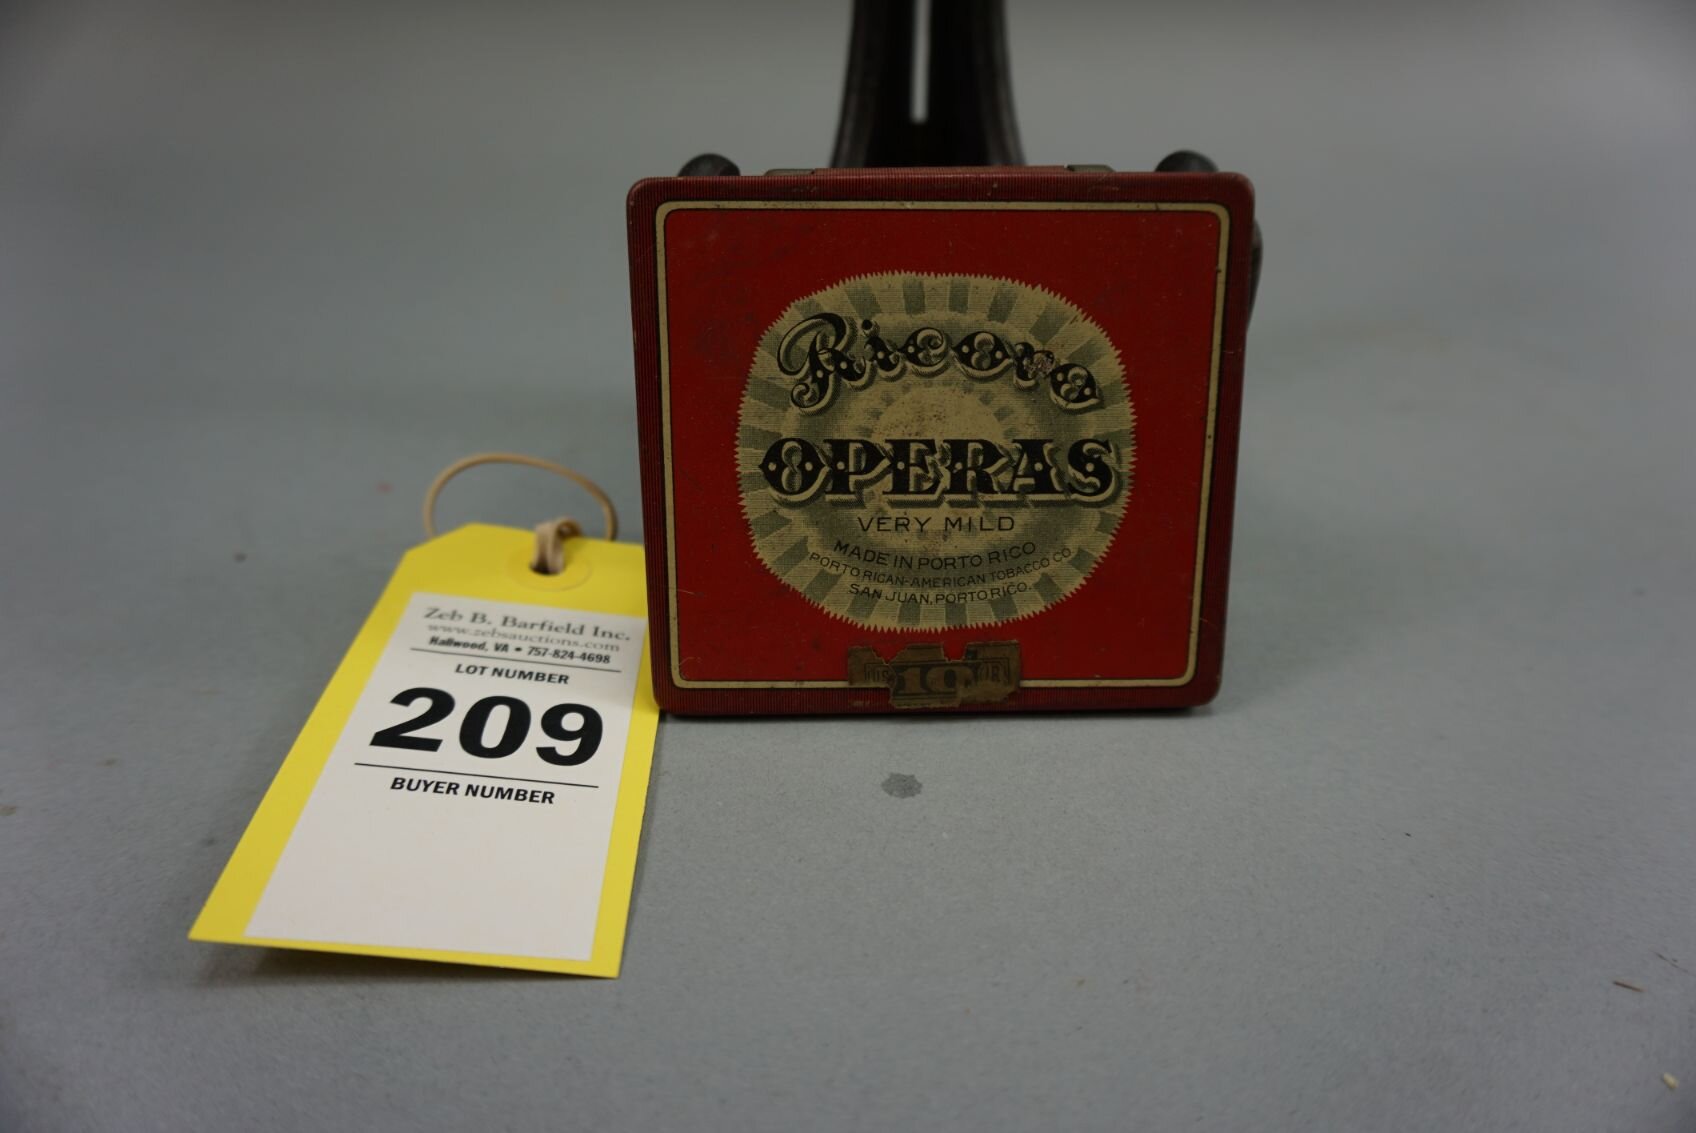 Ricoro
OPERAS
VERY MILD
MADE IN PORTO RICO
PORTO RICAN-AMERICAN TOBACCO CO
SAN JUAN, PORTO RICO.
10
Zeb B. Barfield Inc.
www.zebsauctions.com
Hallwood, VA • 757-824-4698
LOT NUMBER
209
BUYER NUMBER